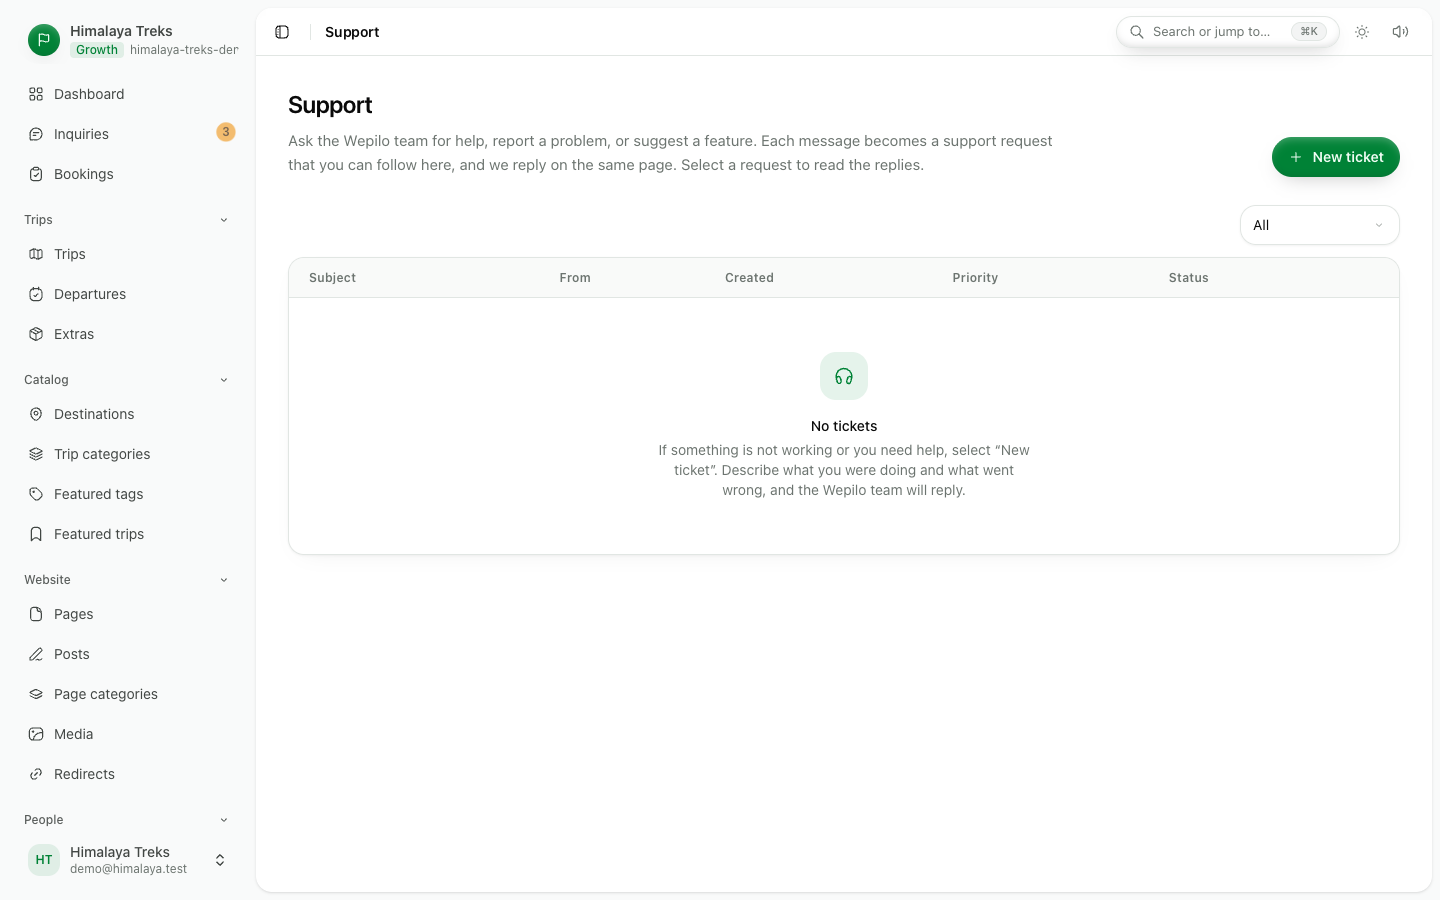 Himalaya Treks
Growth himalaya-treks-der
Dashboard
Inquiries 3
Bookings
Trips
Trips
Departures
Extras
Catalog
Destinations
Trip categories
Featured tags
Featured trips
Website
Pages
Posts
Page categories
Media
Redirects
People
HT
Himalaya Treks
demo@himalaya.test
Support
Search or jump to... ⌘K
Support
Ask the Wepilo team for help, report a problem, or suggest a feature. Each message becomes a support request
that you can follow here, and we reply on the same page. Select a request to read the replies.
New ticket
All
Subject From Created Priority Status
No tickets
If something is not working or you need help, select “New
ticket”. Describe what you were doing and what went
wrong, and the Wepilo team will reply.